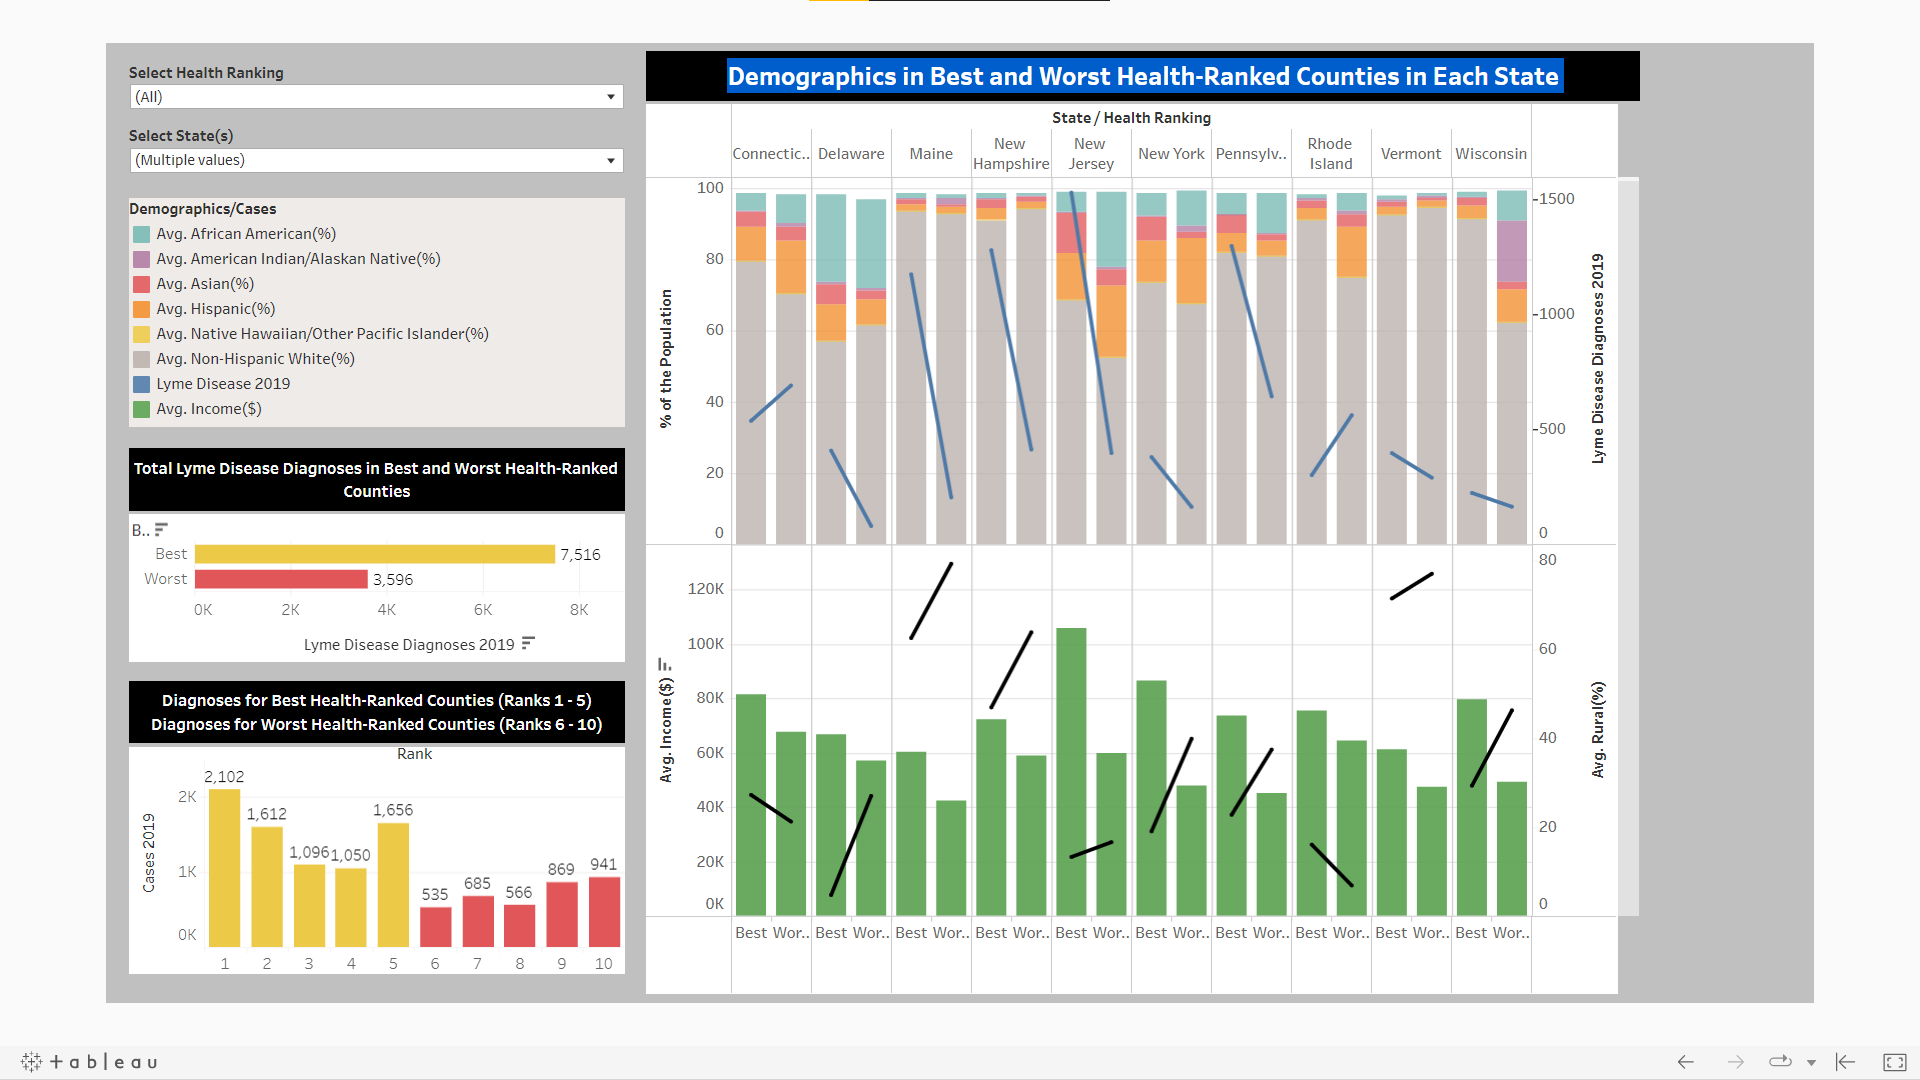 Select Health Ranking
(All)
Select State(s)
(Multiple values)
Demographics/Cases
Avg. African American(%)
Avg. American Indian/Alaskan Native(%)
Avg. Asian(%)
Avg. Hispanic(%)
Avg. Native Hawaiian/Other Pacific Islander(%)
Avg. Non-Hispanic White(%)
Lyme Disease 2019
Avg. Income($)
Total Lyme Disease Diagnoses in Best and Worst Health-Ranked
Counties
B..
Best 7,516
Worst 3,596
0K 2K 4K 6K 8K
Lyme Disease Diagnoses 2019
Diagnoses for Best Health-Ranked Counties (Ranks 1 - 5)
Diagnoses for Worst Health-Ranked Counties (Ranks 6 - 10)
Rank
Cases 2019
2K
1K
0K
2,102 1,612 1,096 1,050 1,656 535 685 566 869 941
1 2 3 4 5 6 7 8 9 10
Demographics in Best and Worst Health-Ranked Counties in Each State
State / Health Ranking
Connectic.. Delaware Maine New Hampshire New Jersey New York Pennsylv.. Rhode Island Vermont Wisconsin
% of the Population
100
80
60
40
20
0
Lyme Disease Diagnoses 2019
1500
1000
500
0
Avg. Income($)
120K
100K
80K
60K
40K
20K
0K
Avg. Rural(%)
80
60
40
20
0
Best Wor.. Best Wor.. Best Wor.. Best Wor.. Best Wor.. Best Wor.. Best Wor.. Best Wor.. Best Wor.. Best Wor..
+ a b l e a u